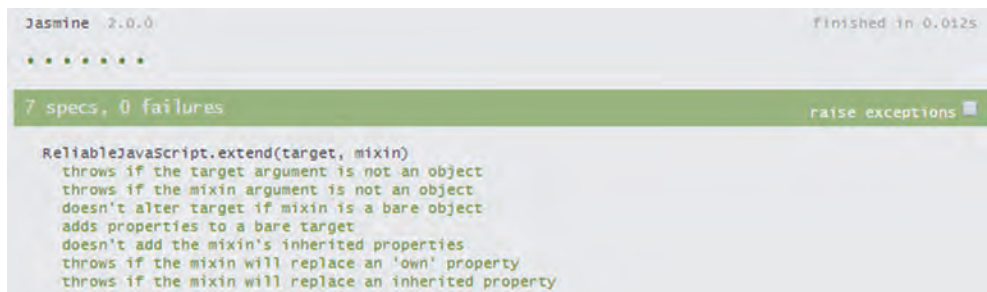 Jasmine 2.0.0 finished in 0.012s
• • • • • • •
7 specs, 0 failures raise exceptions
ReliableJavaScript.extend(target, mixin)
throws if the target argument is not an object
throws if the mixin argument is not an object
doesn't alter target if mixin is a bare object
adds properties to a bare target
doesn't add the mixin's inherited properties
throws if the mixin will replace an 'own' property
throws if the mixin will replace an inherited property